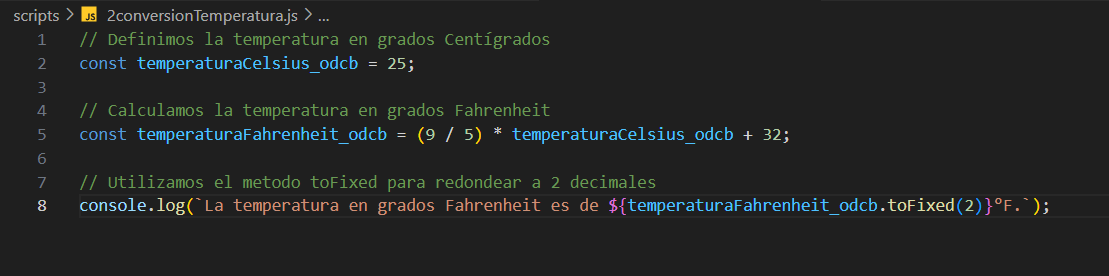 scripts > JS 2conversionTemperatura.js > ...
1 // Definimos la temperatura en grados Centígrados
2 const temperaturaCelsius_odcb = 25;
3
4 // Calculamos la temperatura en grados Fahrenheit
5 const temperaturaFahrenheit_odcb = (9 / 5) * temperaturaCelsius_odcb + 32;
6
7 // Utilizamos el metodo toFixed para redondear a 2 decimales
8 console.log(`La temperatura en grados Fahrenheit es de ${temperaturaFahrenheit_odcb.toFixed(2)}°F.`);